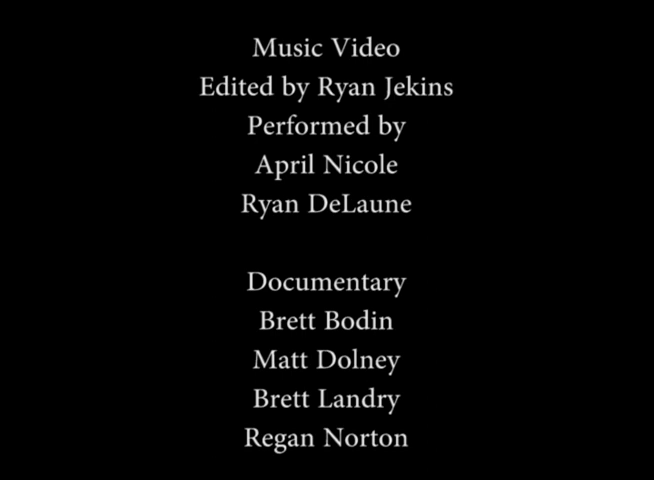 Music Video
Edited by Ryan Jekins
Performed by
April Nicole
Ryan DeLaune
Documentary
Brett Bodin
Matt Dolney
Brett Landry
Regan Norton